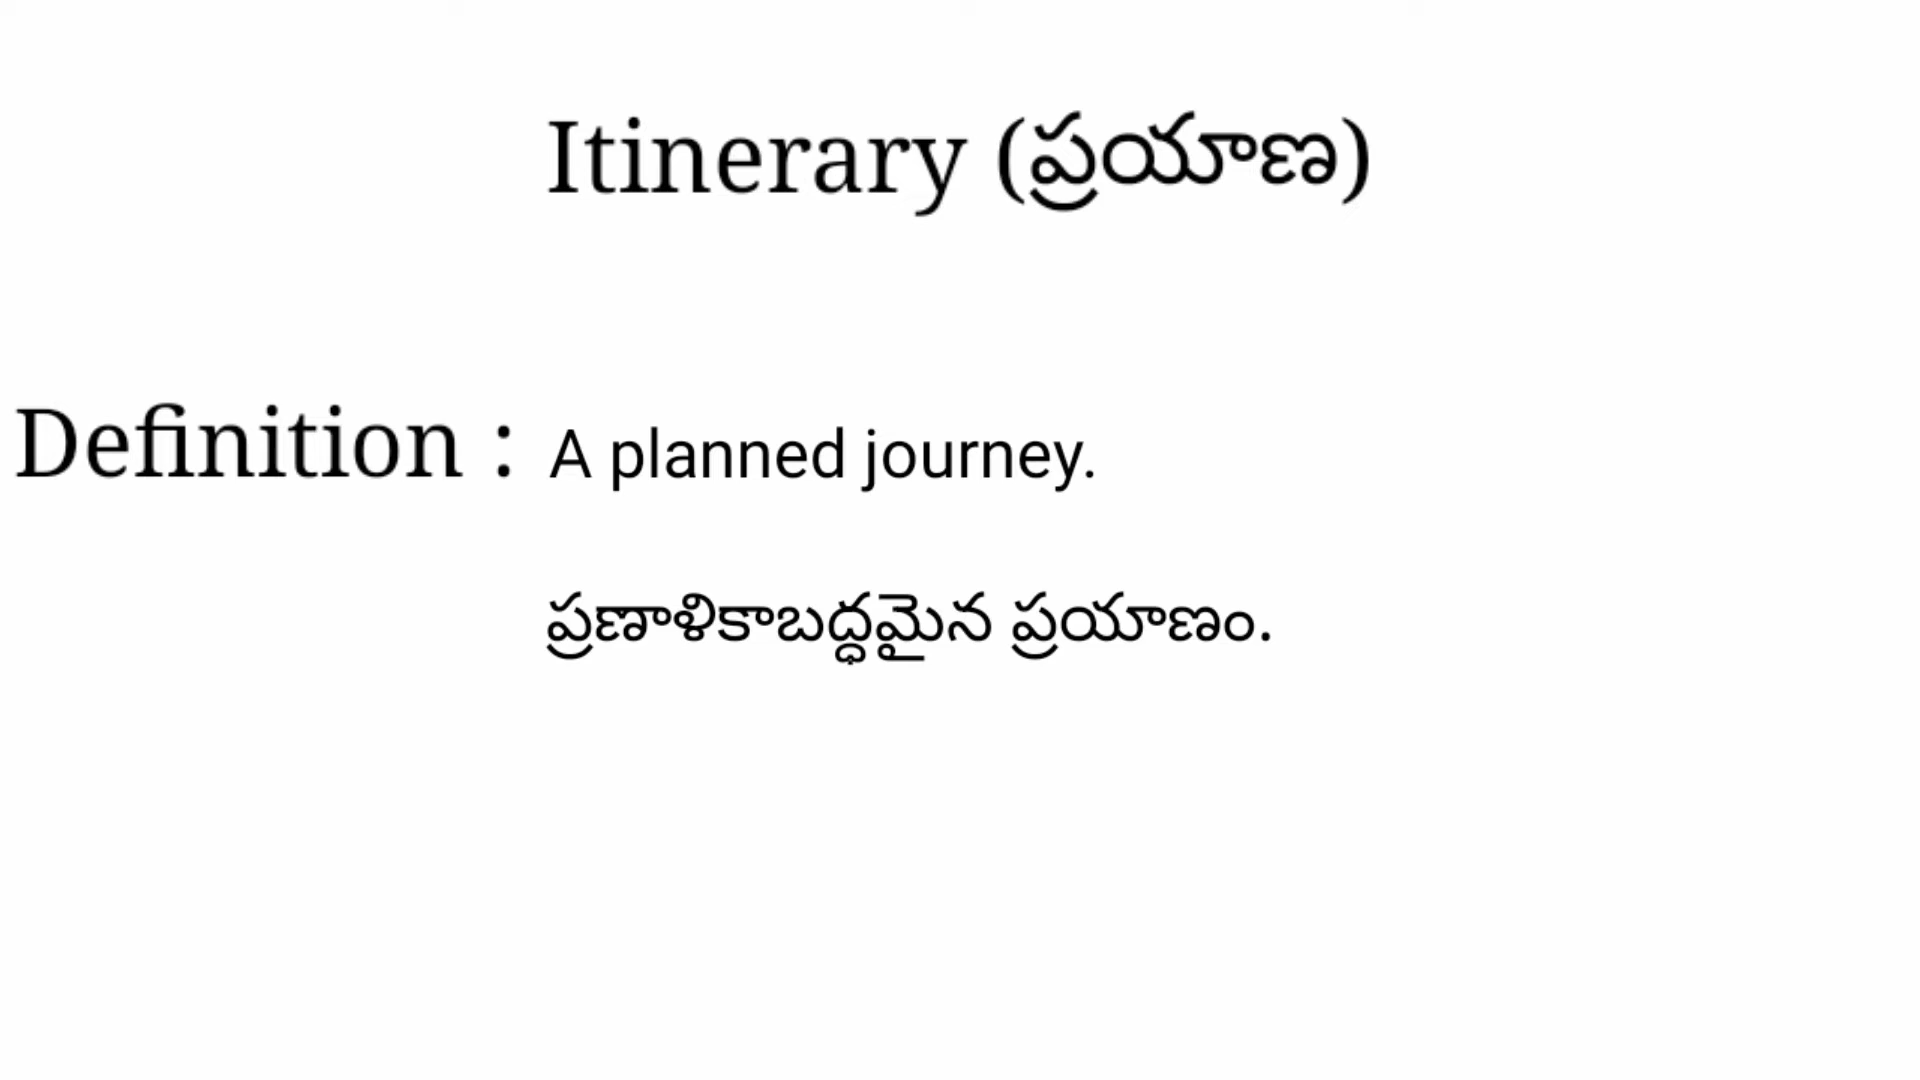 Itinerary (ప్రయాణ)
Definition : A planned journey.
ప్రణాళికాబద్ధమైన ప్రయాణం.